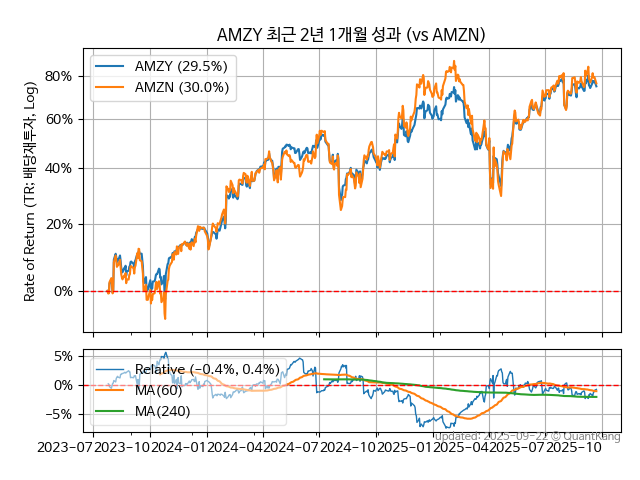 AMZY 최근 2년 1개월 성과 (vs AMZN)
Rate of Return (TR: 배당재투자, Log)
80%
60%
40%
20%
0%
AMZY (29.5%)
AMZN (30.0%)
5%
0%
−5%
Relative (−0.4%, 0.4%)
MA(60)
MA(240)
Updated: 2025-09-22 © QuantKang
2023-07 2023-10 2024-01 2024-04 2024-07 2024-10 2025-01 2025-04 2025-07 2025-10